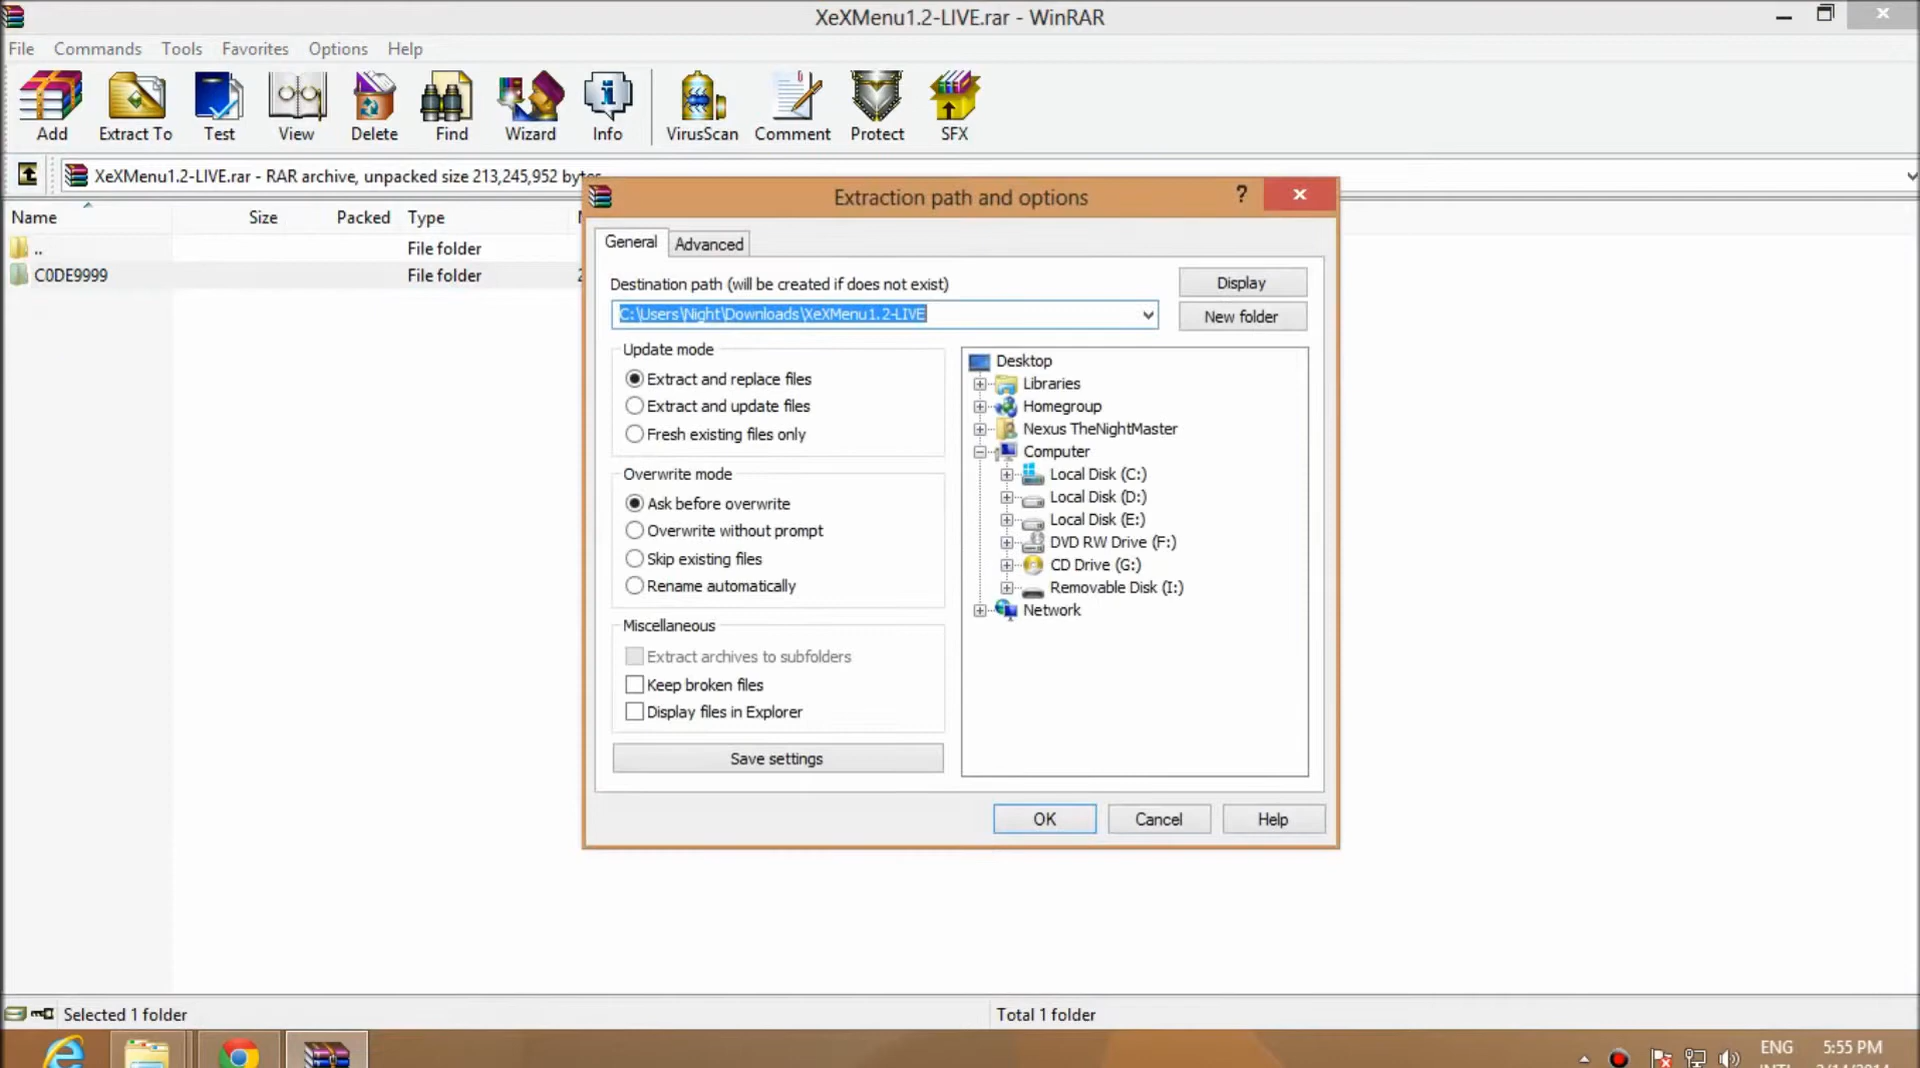 XeXMenu1.2-LIVE.rar - WinRAR
File Commands Tools Favorites Options Help
Add Extract To Test View Delete Find Wizard Info VirusScan Comment Protect SFX
XeXMenu1.2-LIVE.rar - RAR archive, unpacked size 213,245,952 bytes
Name Size Packed Type
.. File folder
C0DE9999 File folder
Extraction path and options
?
General Advanced
Destination path (will be created if does not exist)
C:\Users\Night\Downloads\XeXMenu1.2-LIVE
Display
New folder
Update mode
Extract and replace files
Extract and update files
Fresh existing files only
Overwrite mode
Ask before overwrite
Overwrite without prompt
Skip existing files
Rename automatically
Miscellaneous
Extract archives to subfolders
Keep broken files
Display files in Explorer
Save settings
Desktop
Libraries
Homegroup
Nexus TheNightMaster
Computer
Local Disk (C:)
Local Disk (D:)
Local Disk (E:)
DVD RW Drive (F:)
CD Drive (G:)
Removable Disk (I:)
Network
OK Cancel Help
Selected 1 folder
Total 1 folder
ENG 5:55 PM